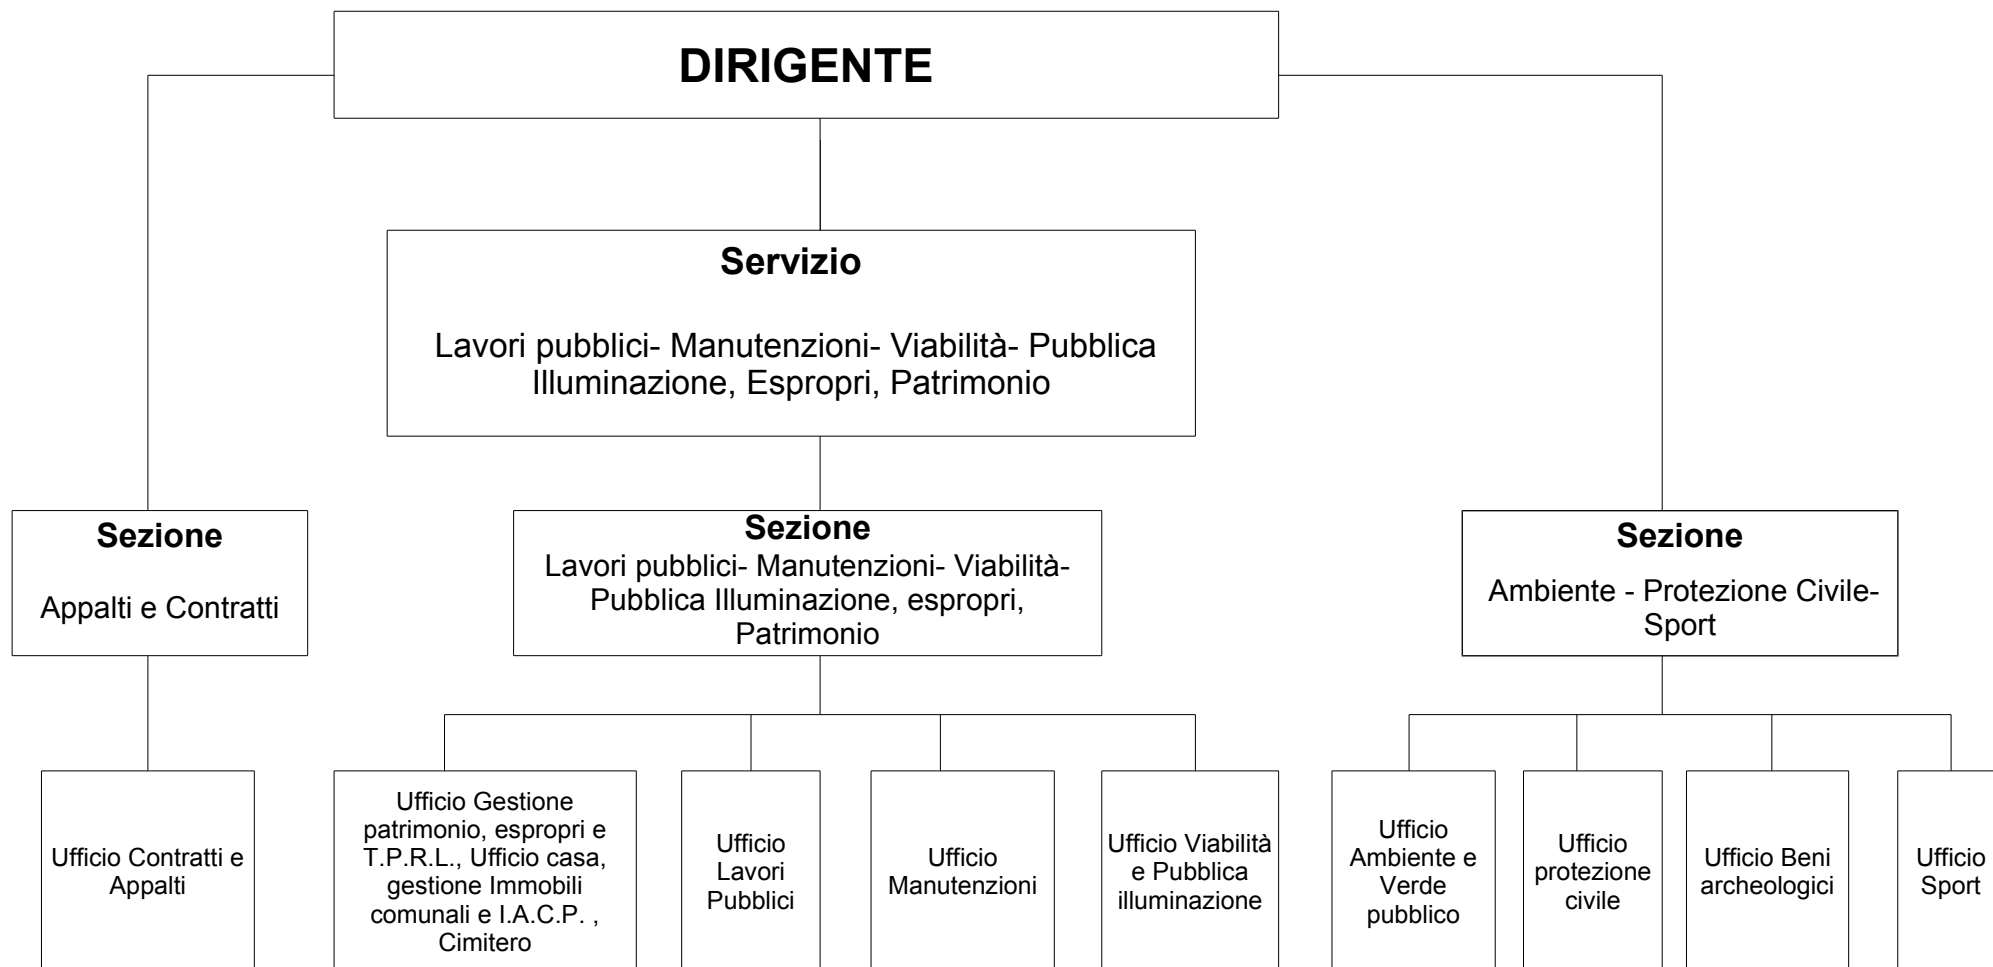 DIRIGENTE
Servizio
Lavori pubblici- Manutenzioni- Viabilità- Pubblica
Illuminazione, Espropri, Patrimonio
Sezione
Appalti e Contratti
Sezione
Lavori pubblici- Manutenzioni- Viabilità-
Pubblica Illuminazione, espropri,
Patrimonio
Sezione
Ambiente - Protezione Civile-
Sport
Ufficio Contratti e
Appalti
Ufficio Gestione
patrimonio, espropri e
T.P.R.L., Ufficio casa,
gestione Immobili
comunali e I.A.C.P. ,
Cimitero
Ufficio
Lavori
Pubblici
Ufficio
Manutenzioni
Ufficio Viabilità
e Pubblica
illuminazione
Ufficio
Ambiente e
Verde
pubblico
Ufficio
protezione
civile
Ufficio Beni
archeologici
Ufficio
Sport